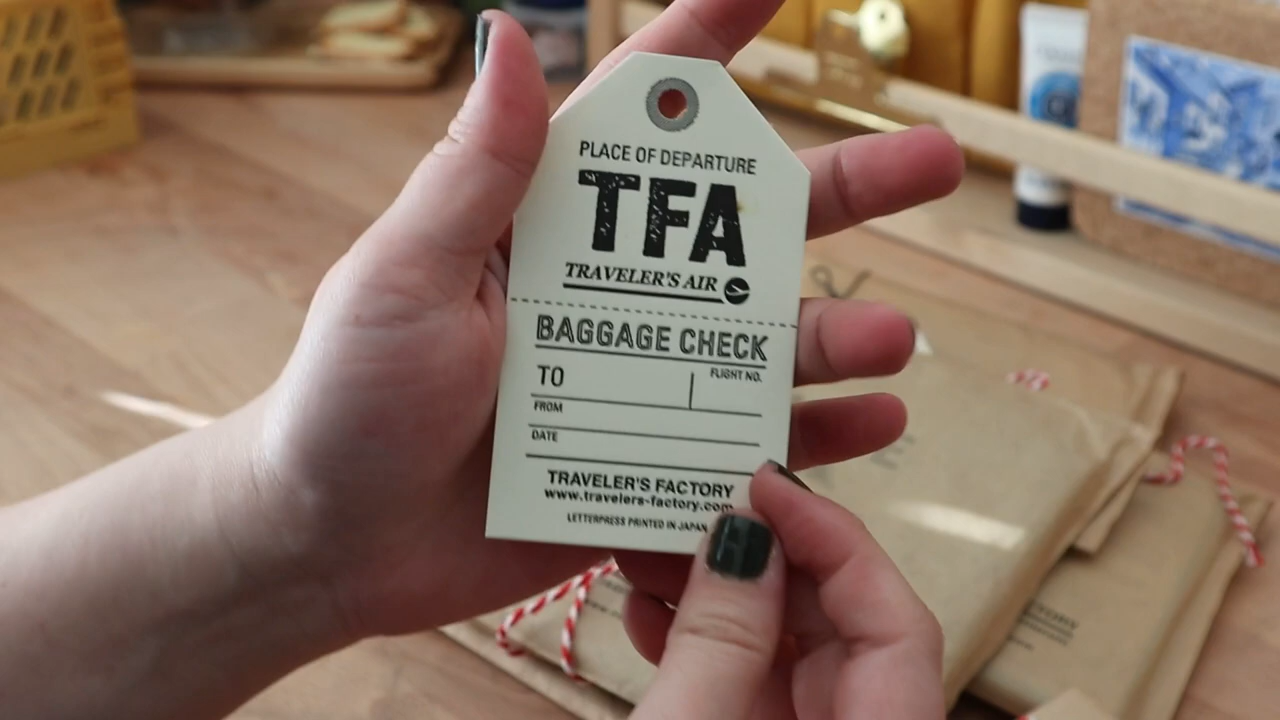 PLACE OF DEPARTURE
TFA
TRAVELER'S AIR
BAGGAGE CHECK
TO
FLIGHT NO.
FROM
DATE
TRAVELER'S FACTORY
www.travelers-factory.com
LETTERPRESS PRINTED IN JAPAN